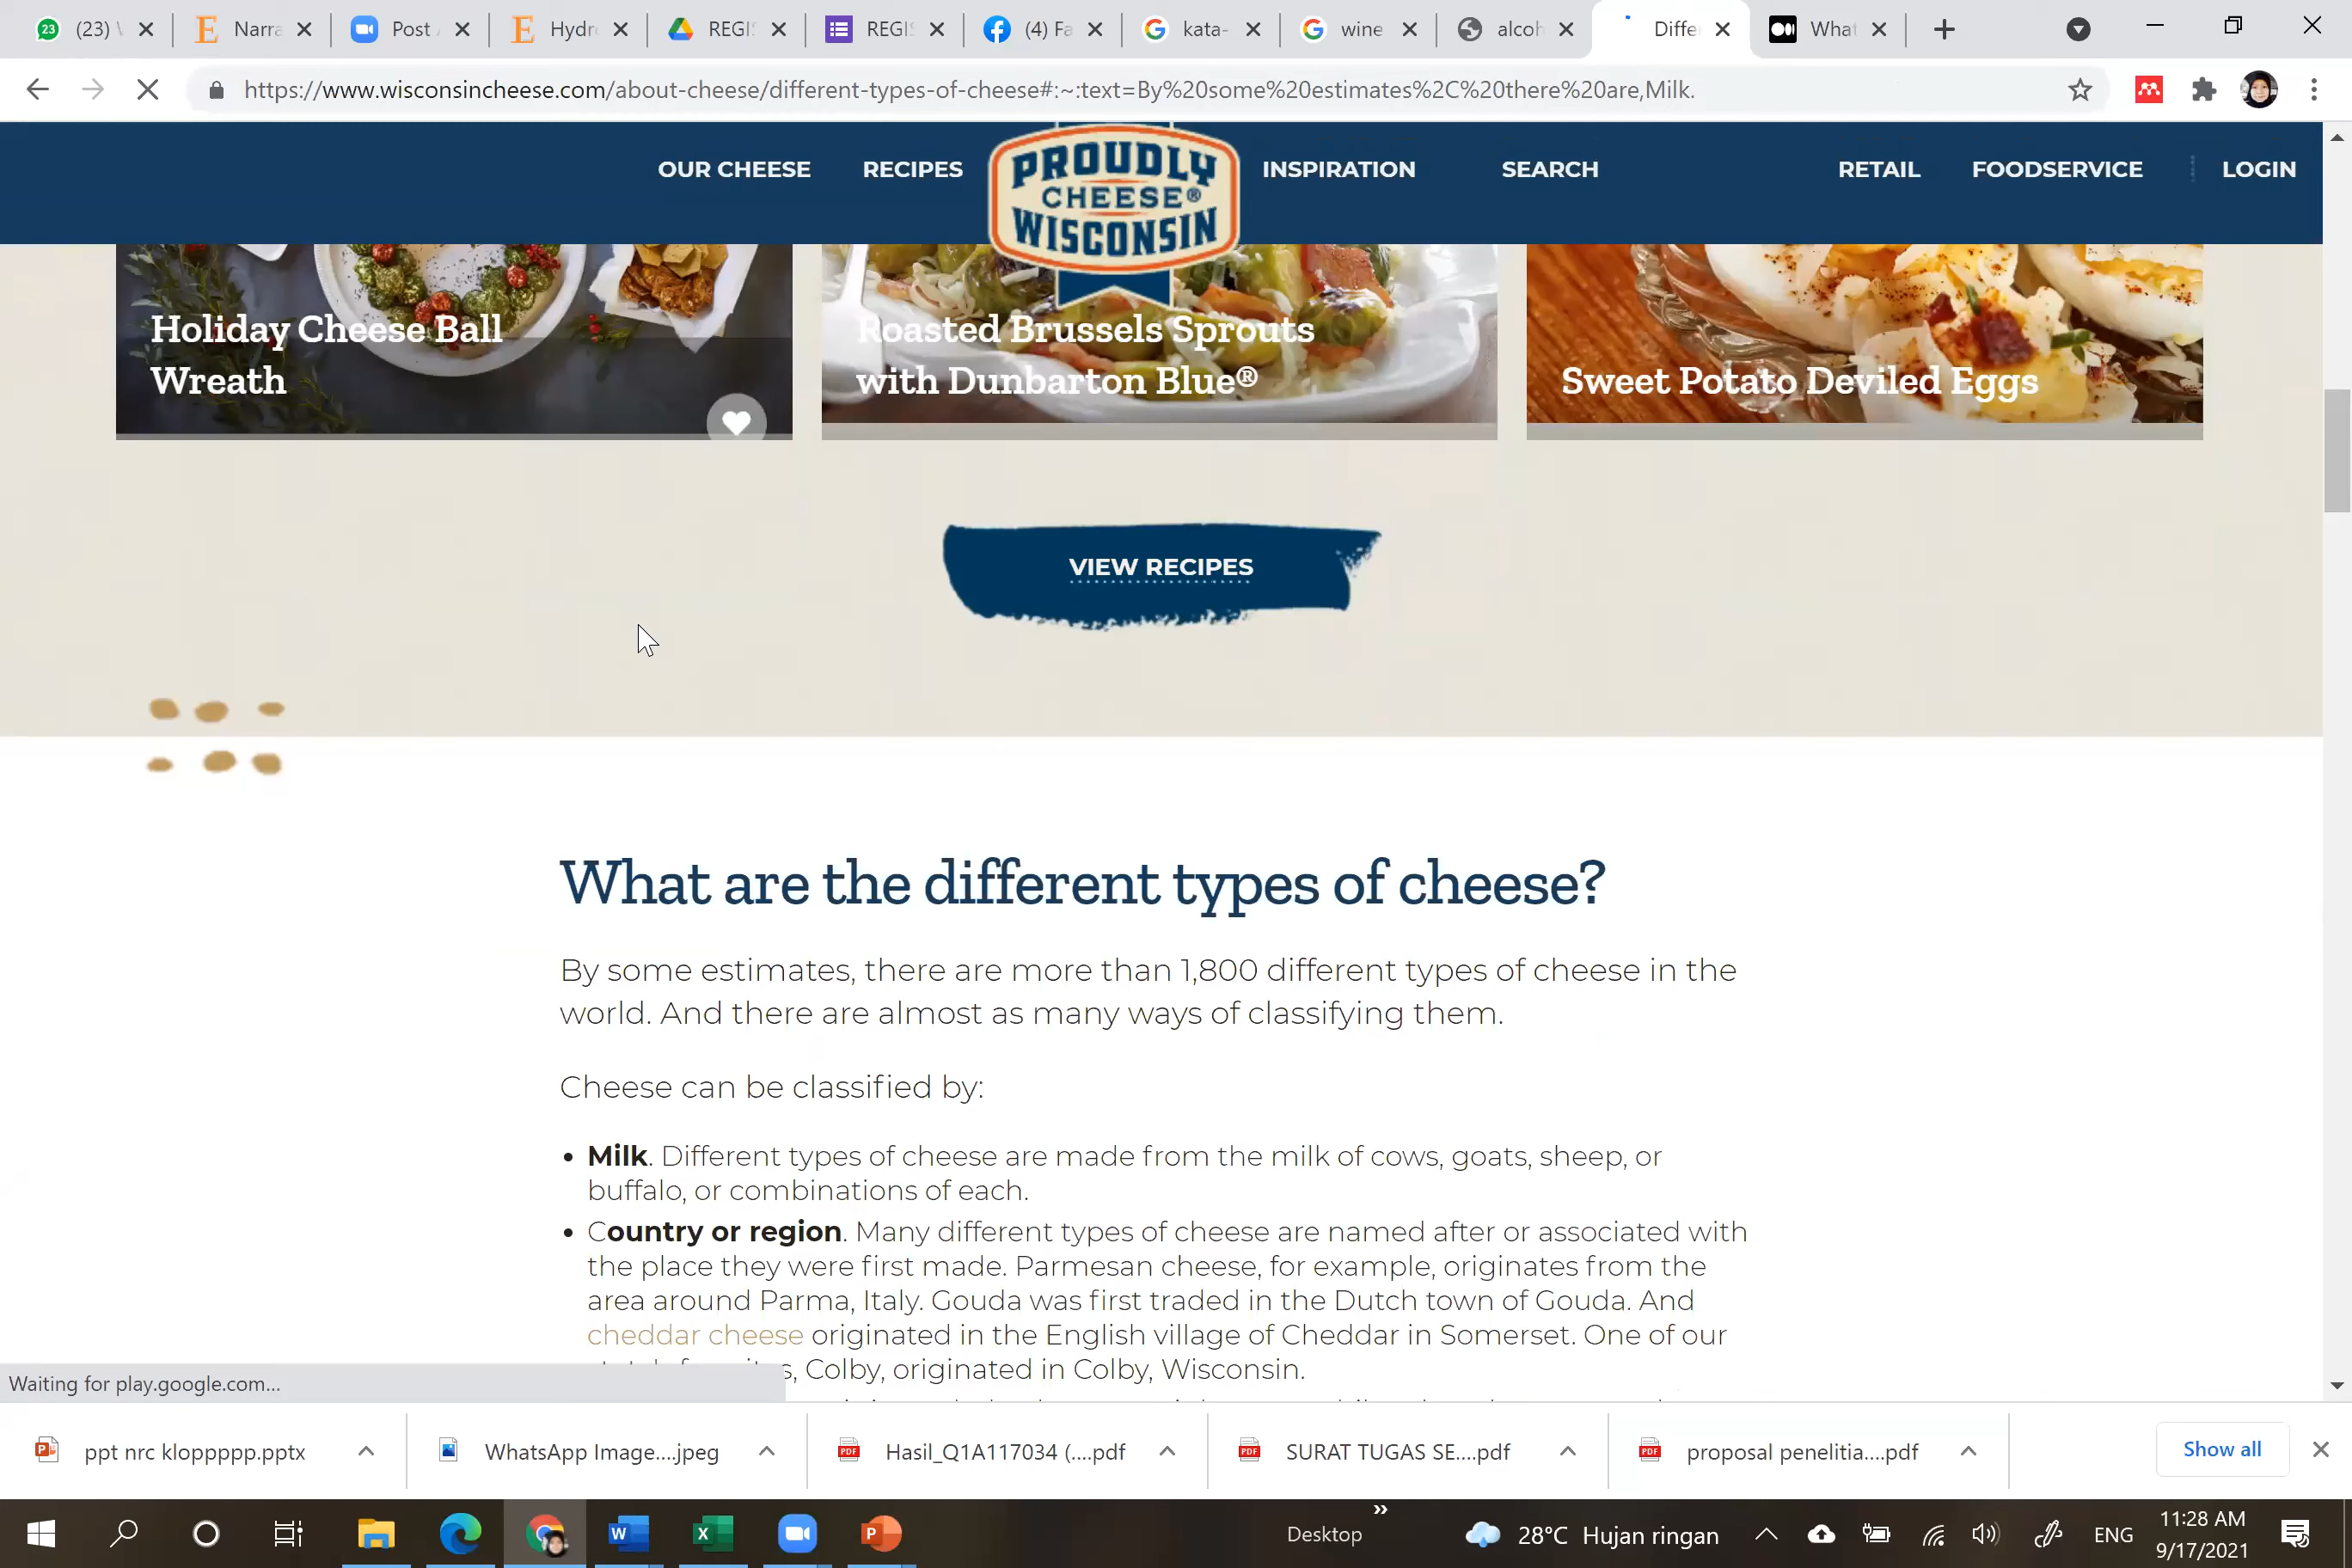 23 (23) Narra Post Hydr REGI REGI (4) Fa kata- wine alcoh Differ What
https://www.wisconsincheese.com/about-cheese/different-types-of-cheese#:~:text=By%20some%20estimates%2C%20there%20are,Milk.
OUR CHEESE RECIPES PROUDLY INSPIRATION SEARCH RETAIL FOODSERVICE LOGIN
CHEESE®
WISCONSIN
Holiday Cheese Ball
Wreath
Roasted Brussels Sprouts
with Dunbarton Blue®
Sweet Potato Deviled Eggs
VIEW RECIPES
What are the different types of cheese?
By some estimates, there are more than 1,800 different types of cheese in the
world. And there are almost as many ways of classifying them.
Cheese can be classified by:
• Milk. Different types of cheese are made from the milk of cows, goats, sheep, or
buffalo, or combinations of each.
• Country or region. Many different types of cheese are named after or associated with
the place they were first made. Parmesan cheese, for example, originates from the
area around Parma, Italy. Gouda was first traded in the Dutch town of Gouda. And
cheddar cheese originated in the English village of Cheddar in Somerset. One of our
Colby, originated in Colby, Wisconsin.
Waiting for play.google.com...
ppt nrc kloppppp.pptx WhatsApp Image....jpeg Hasil_Q1A117034 (....pdf SURAT TUGAS SE....pdf proposal penelitia....pdf Show all
Desktop » 28°C Hujan ringan ENG 11:28 AM
9/17/2021